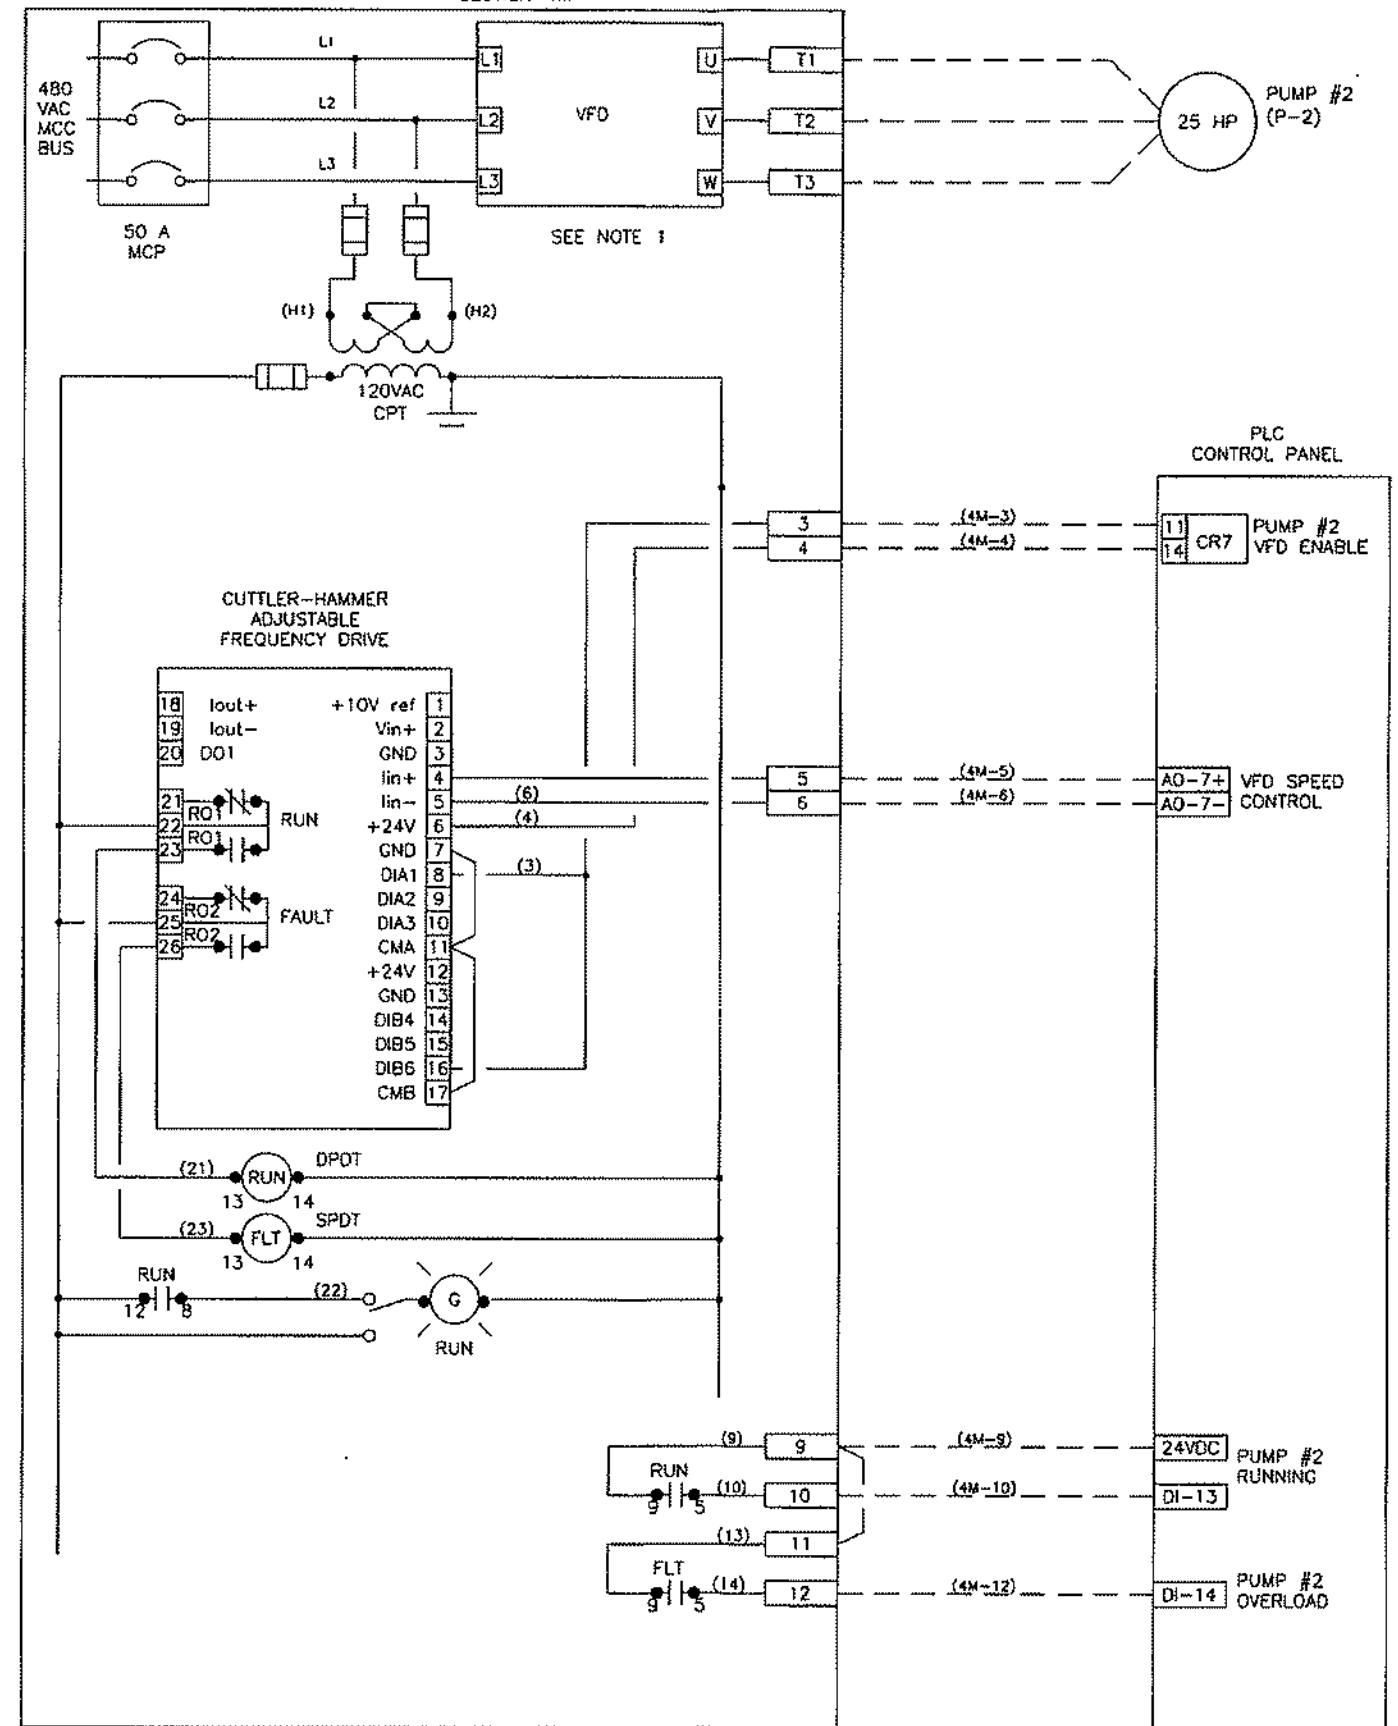 L1
L2
L3
480
VAC
MCC
BUS
50 A
MCP
L1
L2
L3
VFD
U
V
W
SEE NOTE 1
T1
T2
T3
25 HP
PUMP #2
(P-2)
(H1)
(H2)
120VAC
CPT
PLC
CONTROL PANEL
3
4
(4M-3)
(4M-4)
11
14
CR7
PUMP #2
VFD ENABLE
CUTTLER-HAMMER
ADJUSTABLE
FREQUENCY DRIVE
18 Iout+
19 Iout-
20 DO1
21
RO1
22
RO1
23
RUN
24
RO2
25
RO2
26
FAULT
+10V ref 1
Vin+ 2
GND 3
Iin+ 4
Iin- 5
+24V 6
GND 7
DIA1 8
DIA2 9
DIA3 10
CMA 11
+24V 12
GND 13
DIB4 14
DIB5 15
DIB6 16
CMB 17
(6)
(4)
(3)
5
6
(4M-5)
(4M-6)
AO-7+
AO-7-
VFD SPEED
CONTROL
(21)
RUN
DPDT
13 14
(23)
FLT
SPDT
13 14
RUN
12 8
(22)
G
RUN
(9)
9
(4M-9)
24VDC
PUMP #2
RUNNING
RUN
9 5
(10)
10
(4M-10)
DI-13
(13)
11
FLT
9 5
(14)
12
(4M-12)
DI-14
PUMP #2
OVERLOAD